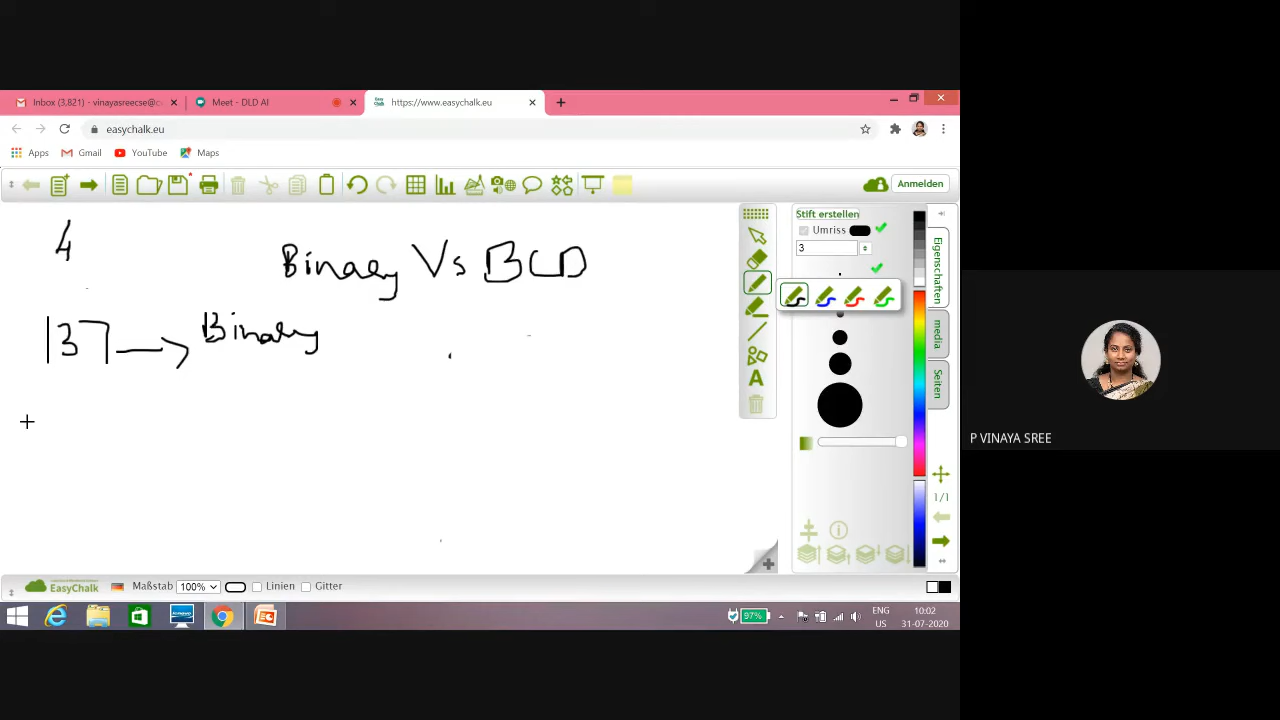 Inbox (3,821) - vinayasreecse@c
Meet - DLD AI
https://www.easychalk.eu
easychalk.eu
Apps
Gmail
YouTube
Maps
Anmelden
Stift erstellen
Umriss
3
Eigenschaften
media
Seiten
4
Binary Vs BCD
137 → Binary
P VINAYA SREE
1/1
EasyChalk
Maßstab
100%
Linien
Gitter
97%
ENG
US
10:02
31-07-2020